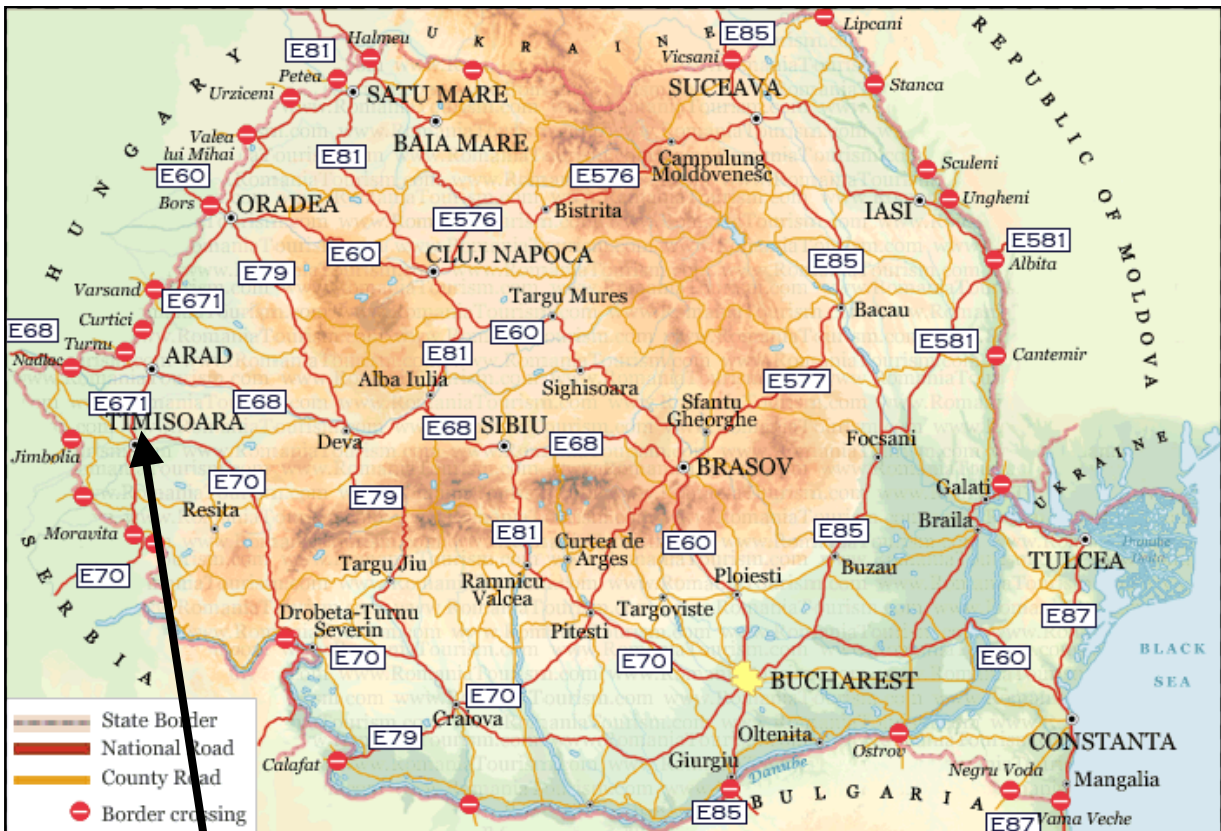 E81
Halmeu
UKRAINE
E85
Lipcani
Vicsani
REPUBLIC OF MOLDOVA
HUNGARY
Petea
Urziceni
SATU MARE
SUCEAVA
Stanca
Valea
lui Mihai
BAIA MARE
E81
Campulung
Moldovenesc
Sculeni
E60
E576
Bors
ORADEA
E576
Bistrita
IASI
Ungheni
E60
CLUJ NAPOCA
E581
Albita
E79
E85
Varsand
E671
Targu Mures
Bacau
Curtici
E68
Turnu
E60
E581
Nadlac
ARAD
E81
Cantemir
Alba Iulia
Sighisoara
E577
E671
E68
Sfantu
Gheorghe
TIMISOARA
Deva
E68
SIBIU
E68
Focsani
Jimbolia
BRASOV
UKRAINE
E70
E79
Galati
Resita
Braila
Moravita
E81
Curtea de
Arges
E60
E85
TULCEA
Danube
Delta
SERBIA
E70
Targu Jiu
Ramnicu
Valcea
Ploiesti
Buzau
Targoviste
Drobeta-Turnu
Severin
Pitesti
E87
E70
E70
E60
BLACK
SEA
BUCHAREST
E70
State Border
Craiova
National Road
E79
Oltenita
Ostrov
CONSTANTA
Calafat
Giurgiu
Danube
Negru Voda
Mangalia
County Road
E85
BULGARIA
Border crossing
E87
Vama Veche
www.RomaniaTourism.com